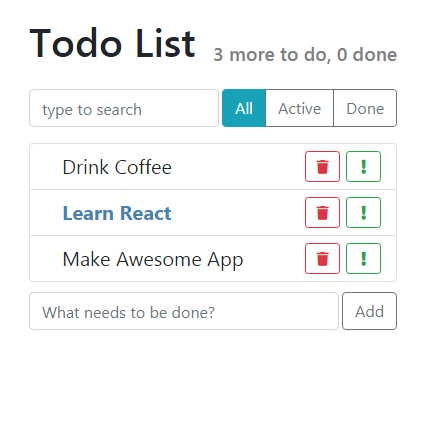 Todo List 3 more to do, 0 done
type to search All Active Done
Drink Coffee
Learn React
Make Awesome App
What needs to be done? Add